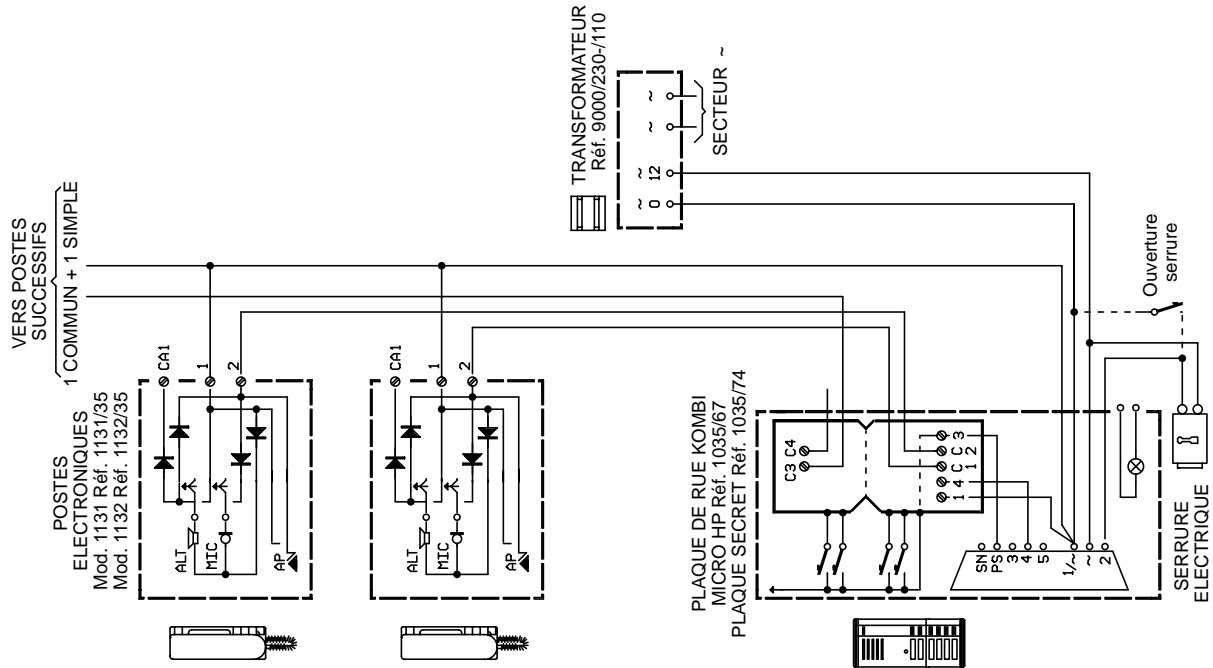 VERS POSTES
SUCCESSIFS
1 COMMUN + 1 SIMPLE
TRANSFORMATEUR
Réf. 9000/230-/110
~ ~ ~ ~
0 12
SECTEUR ~
POSTES
ELECTRONIQUES
Mod. 1131 Réf. 1131/35
Mod. 1132 Réf. 1132/35
CA1
1
2
ALT
MIC
AP
CA1
1
2
ALT
MIC
AP
PLAQUE DE RUE KOMBI
MICRO HP Réf. 1035/67
PLAQUE SECRET Réf. 1035/74
C3 C4
1 4 C1 C2 3
SN
PS
3
4
5
1/~
~
2
Ouverture
serrure
SERRURE
ELECTRIQUE